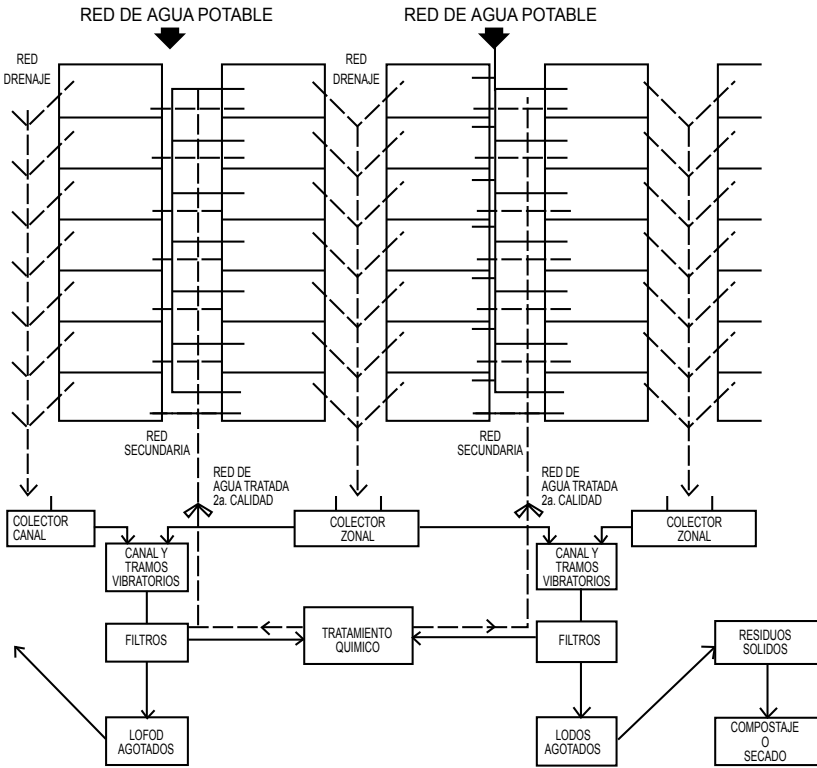 RED DE AGUA POTABLE
RED DE AGUA POTABLE
RED
DRENAJE
RED
DRENAJE
RED
SECUNDARIA
RED
SECUNDARIA
RED DE
AGUA TRATADA
2a. CALIDAD
RED DE
AGUA TRATADA
2a. CALIDAD
COLECTOR
CANAL
COLECTOR
ZONAL
COLECTOR
ZONAL
CANAL Y
TRAMOS
VIBRATORIOS
CANAL Y
TRAMOS
VIBRATORIOS
FILTROS
TRATAMIENTO
QUIMICO
FILTROS
RESIDUOS
SOLIDOS
LOFOD
AGOTADOS
LODOS
AGOTADOS
COMPOSTAJE
O
SECADO